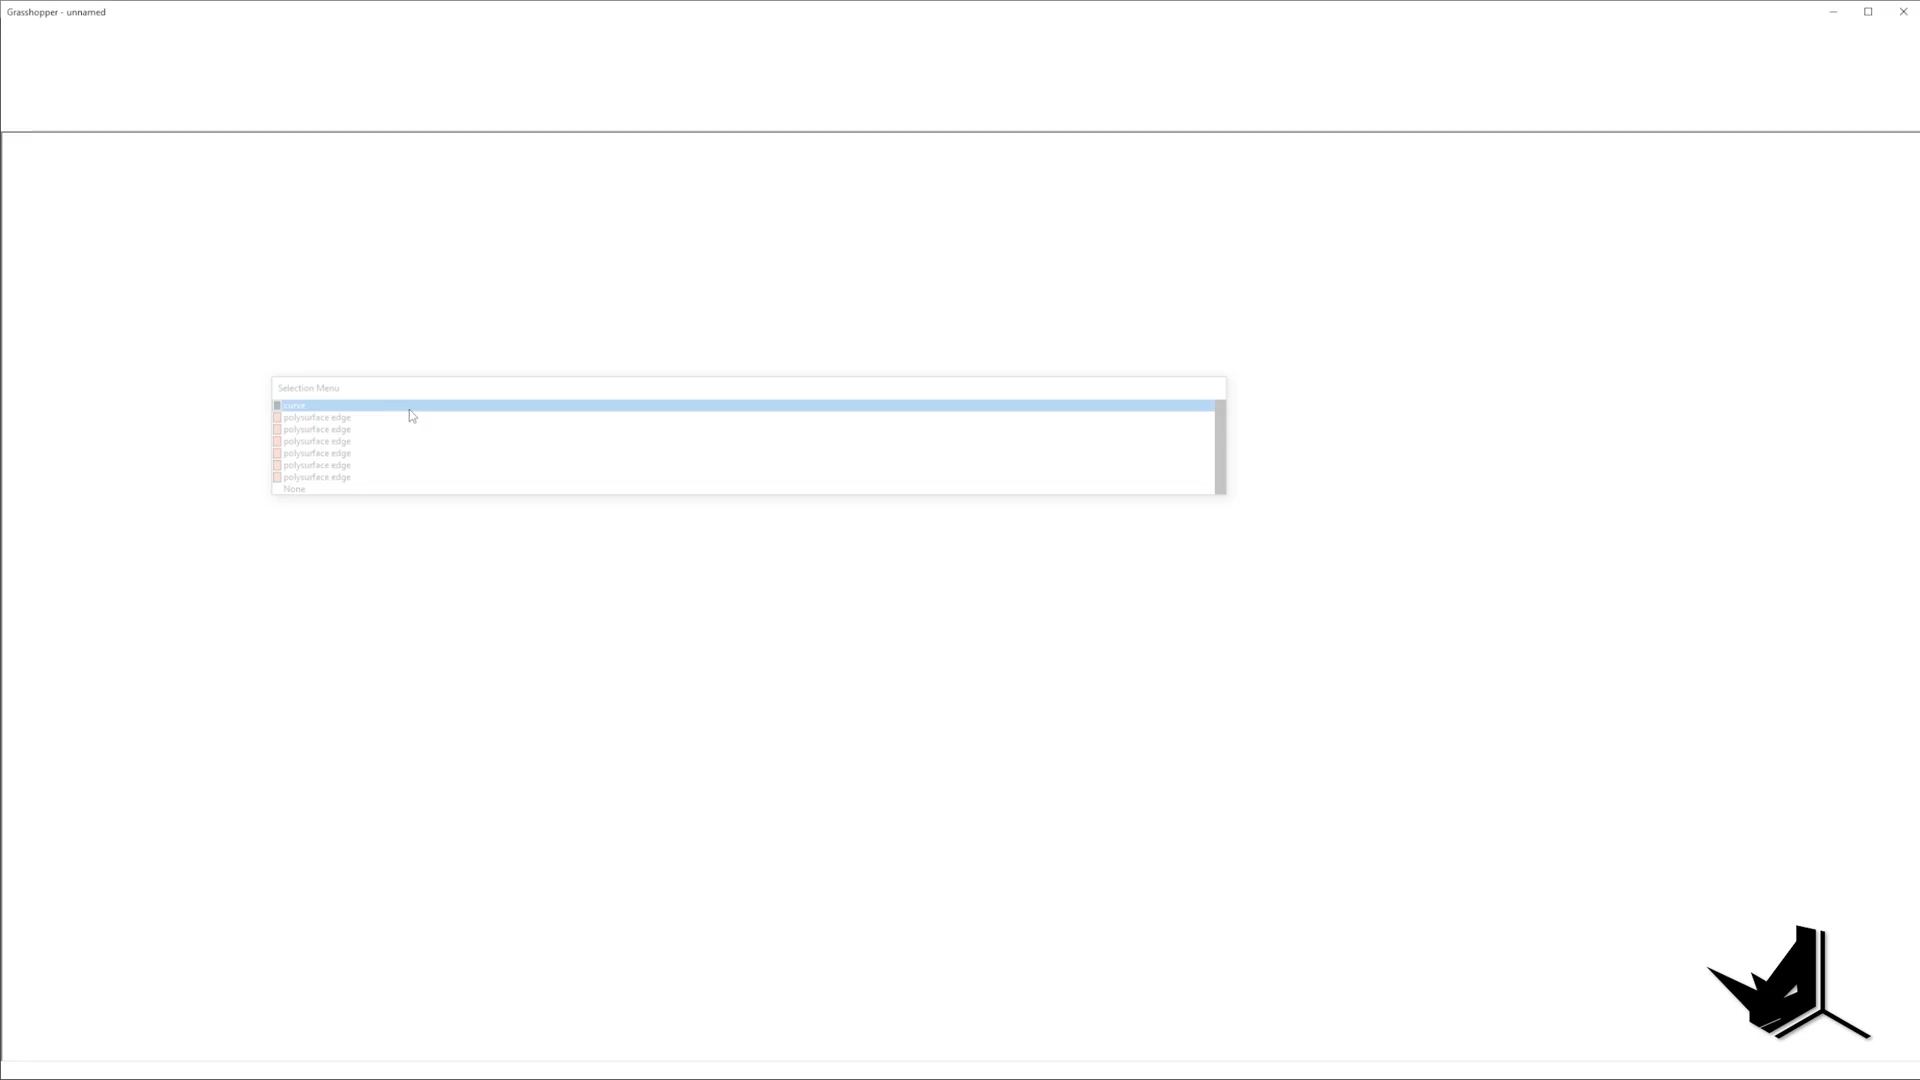 Grasshopper - unnamed
Selection Menu
curve
polysurface edge
polysurface edge
polysurface edge
polysurface edge
polysurface edge
polysurface edge
None